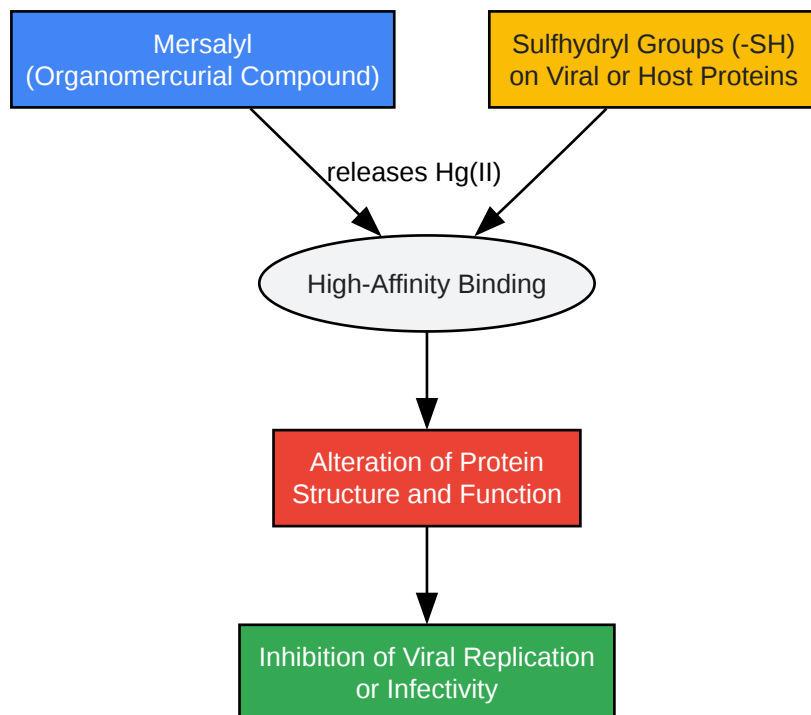 Mersalyl
(Organomercurial Compound)
Sulfhydryl Groups (-SH)
on Viral or Host Proteins
releases Hg(II)
High-Affinity Binding
Alteration of Protein
Structure and Function
Inhibition of Viral Replication
or Infectivity